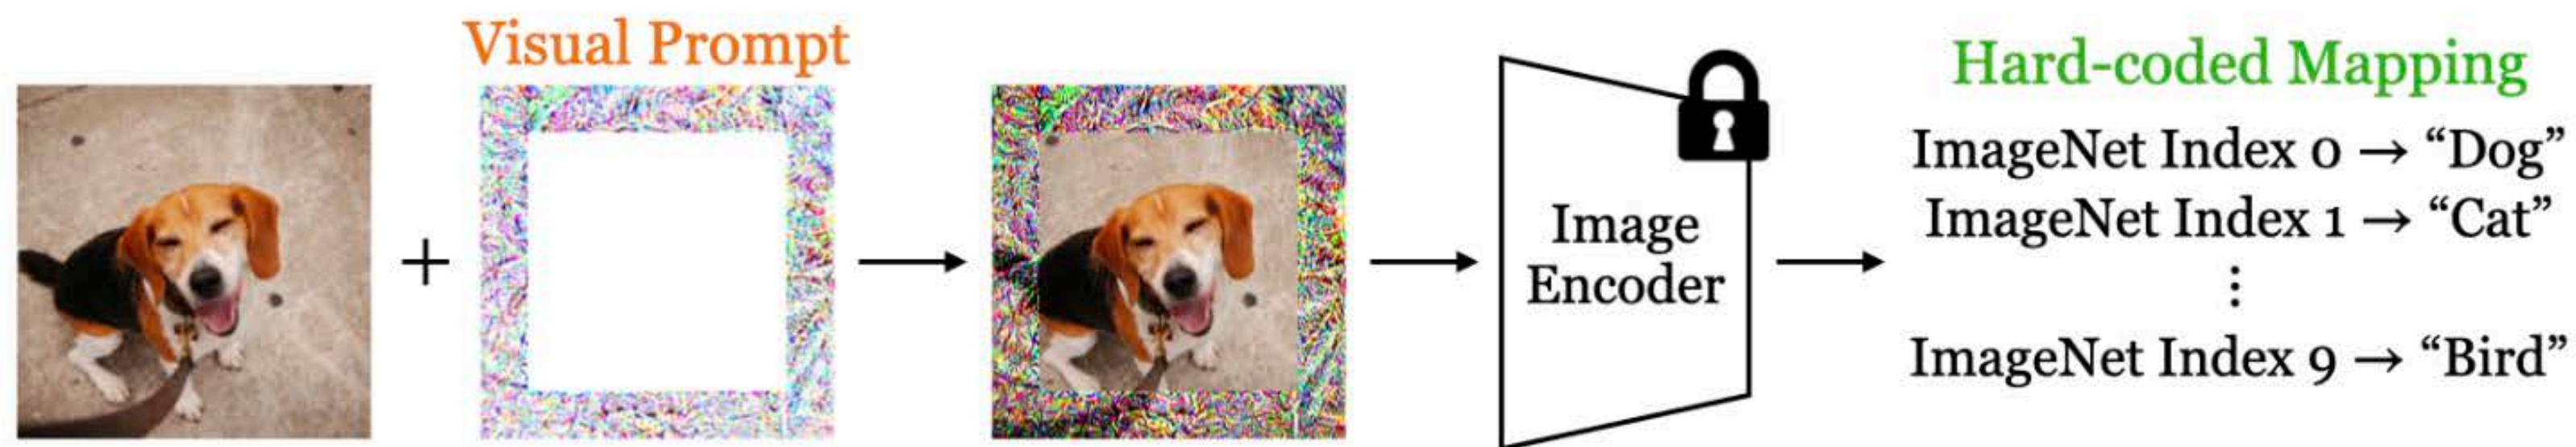 Visual Prompt
+
Image
Encoder
Hard-coded Mapping
ImageNet Index 0 → “Dog”
ImageNet Index 1 → “Cat”
⋮
ImageNet Index 9 → “Bird”